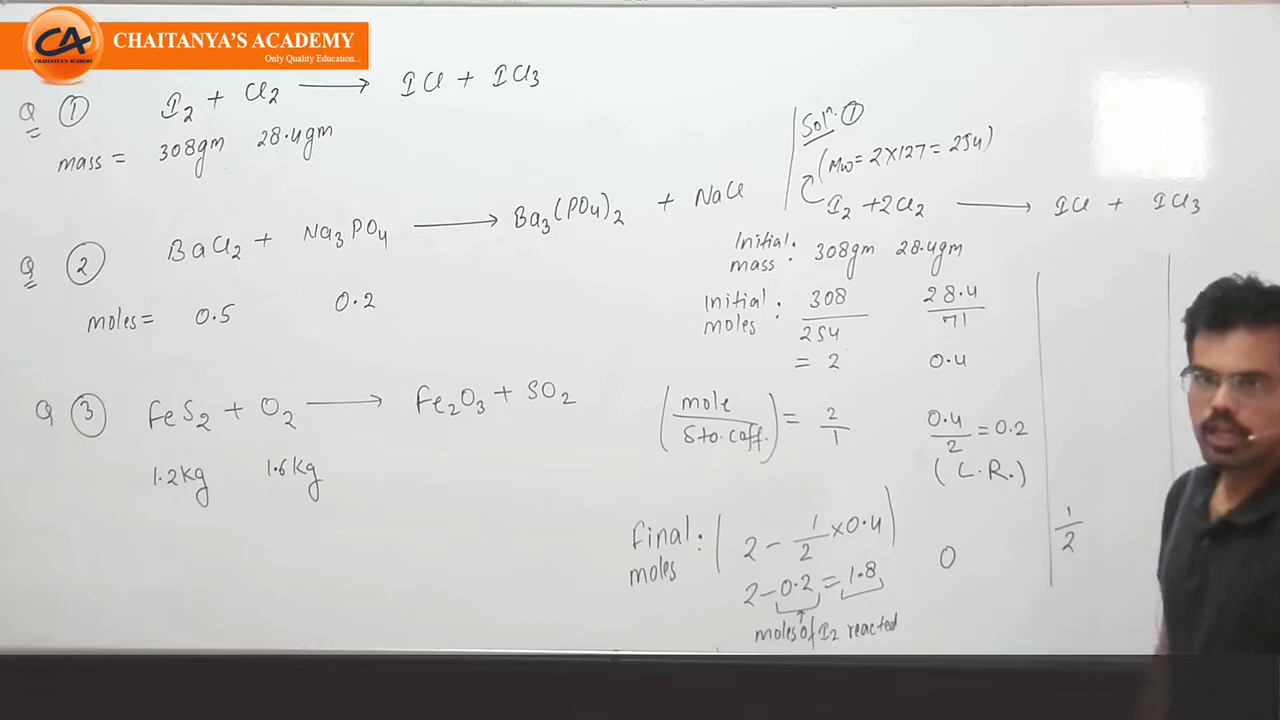 CA
CHAITANYA'S ACADEMY
CHAITANYA'S ACADEMY
Only Quality Education...
Q ① I₂ + Cl₂ ⟶ ICl + ICl₃
mass = 308gm 28.4gm
Q ② BaCl₂ + Na₃PO₄ ⟶ Ba₃(PO₄)₂ + NaCl
moles = 0.5 0.2
Q ③ FeS₂ + O₂ ⟶ Fe₂O₃ + SO₂
1.2kg 1.6kg
Solⁿ. ①
(Mw = 2×127 = 254)
I₂ + 2Cl₂ ⟶ ICl + ICl₃
Initial mass : 308gm 28.4gm
Initial moles : 308/254 28.4/71
= 2 0.4
(mole/Sto. coff.) = 2/1 0.4/2 = 0.2
(L.R.)
Final moles : (2 - 1/2 × 0.4) 0 1/2
2 - 0.2 = 1.8
moles of I₂ reacted